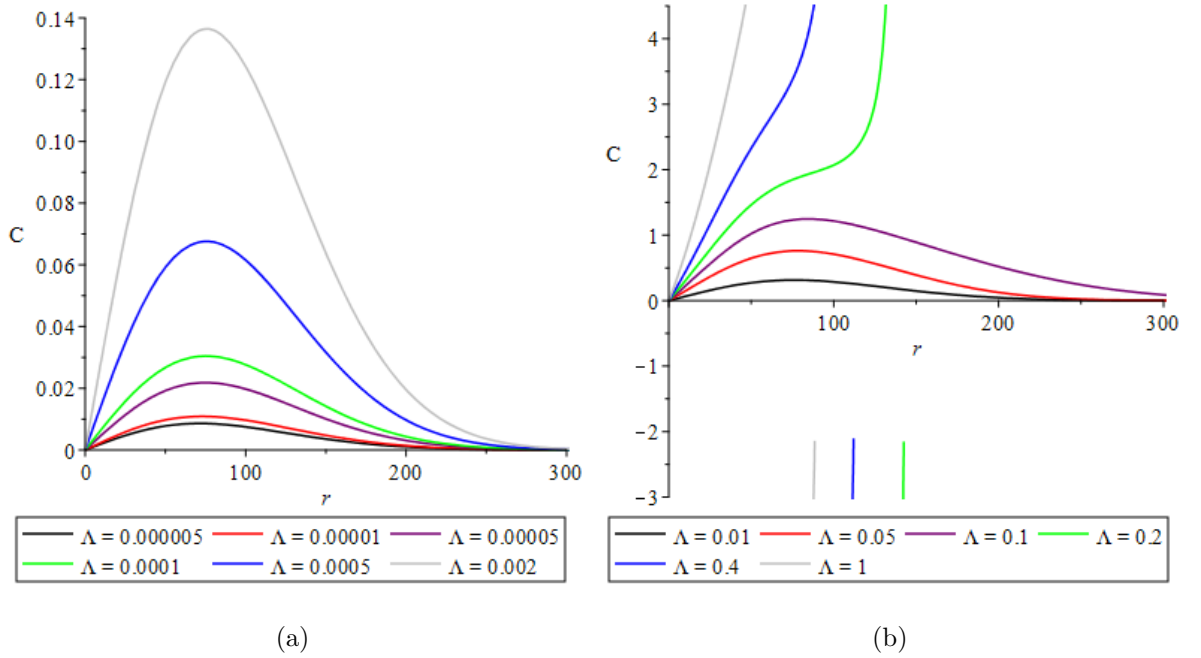 0.14
0.12
0.10
0.08
C
0.06
0.04
0.02
0
0 100 200 300
r
Λ = 0.000005 Λ = 0.00001 Λ = 0.00005
Λ = 0.0001 Λ = 0.0005 Λ = 0.002
(a)
4
3
C
2
1
0
100 200 300
r
−1
−2
−3
Λ = 0.01 Λ = 0.05 Λ = 0.1 Λ = 0.2
Λ = 0.4 Λ = 1
(b)